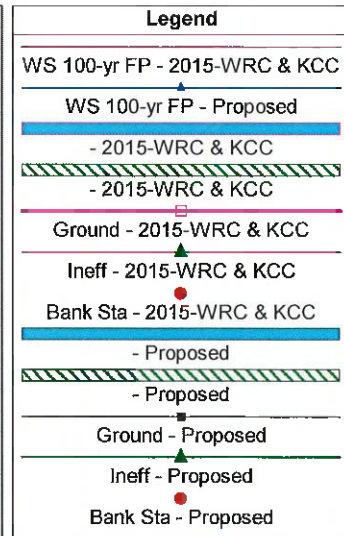 Legend
WS 100-yr FP - 2015-WRC & KCC
WS 100-yr FP - Proposed
- 2015-WRC & KCC
- 2015-WRC & KCC
Ground - 2015-WRC & KCC
Ineff - 2015-WRC & KCC
Bank Sta - 2015-WRC & KCC
- Proposed
- Proposed
Ground - Proposed
Ineff - Proposed
Bank Sta - Proposed